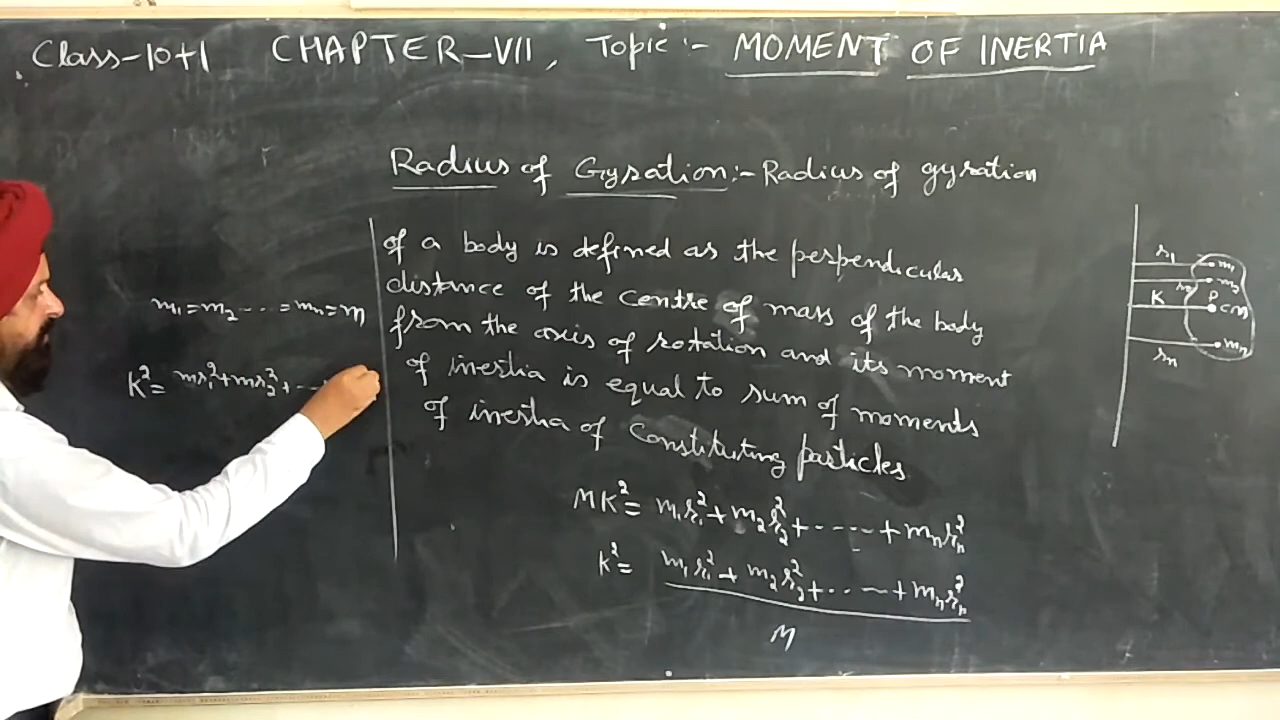 Class-10+1 CHAPTER-VII, Topic:- MOMENT OF INERTIA
Radius of Gyration:- Radius of gyration
of a body is defined as the perpendicular
distance of the centre of mass of the body
from the axis of rotation and its moment
of inertia is equal to sum of moments
of inertia of Constituting particles
MK² = m₁r₁² + m₂r₂² + ----- + mₙrₙ²
K² = m₁r₁² + m₂r₂² + ----- + mₙrₙ²
M
m₁ = m₂ ---- = mₙ = m
K² = mr₁² + mr₂² + ---
r₁ m₁
r₂ m₂
K P CM
rₙ mₙ